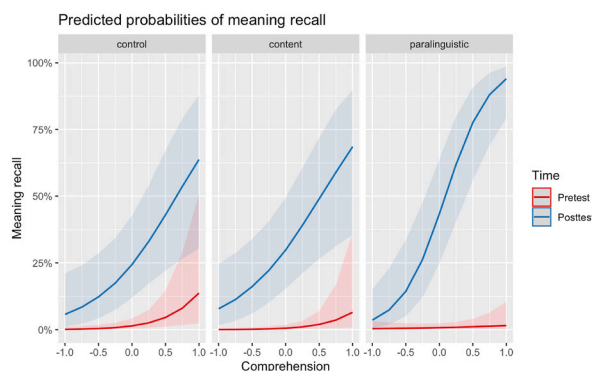 Predicted probabilities of meaning recall
control content paralinguistic
100%
75%
50%
25%
0%
Meaning recall
-1.0 -0.5 0.0 0.5 1.0 -1.0 -0.5 0.0 0.5 1.0 -1.0 -0.5 0.0 0.5 1.0
Comprehension
Time
Pretest
Posttes